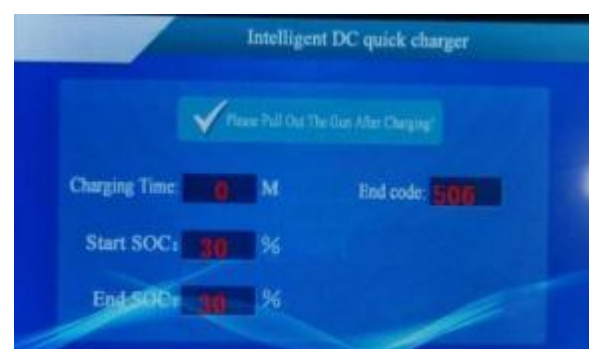 Intelligent DC quick charger
Please Pull Out The Gun After Charging!
Charging Time: 0 M End code: 506
Start SOC: 30 %
End SOC: 30 %